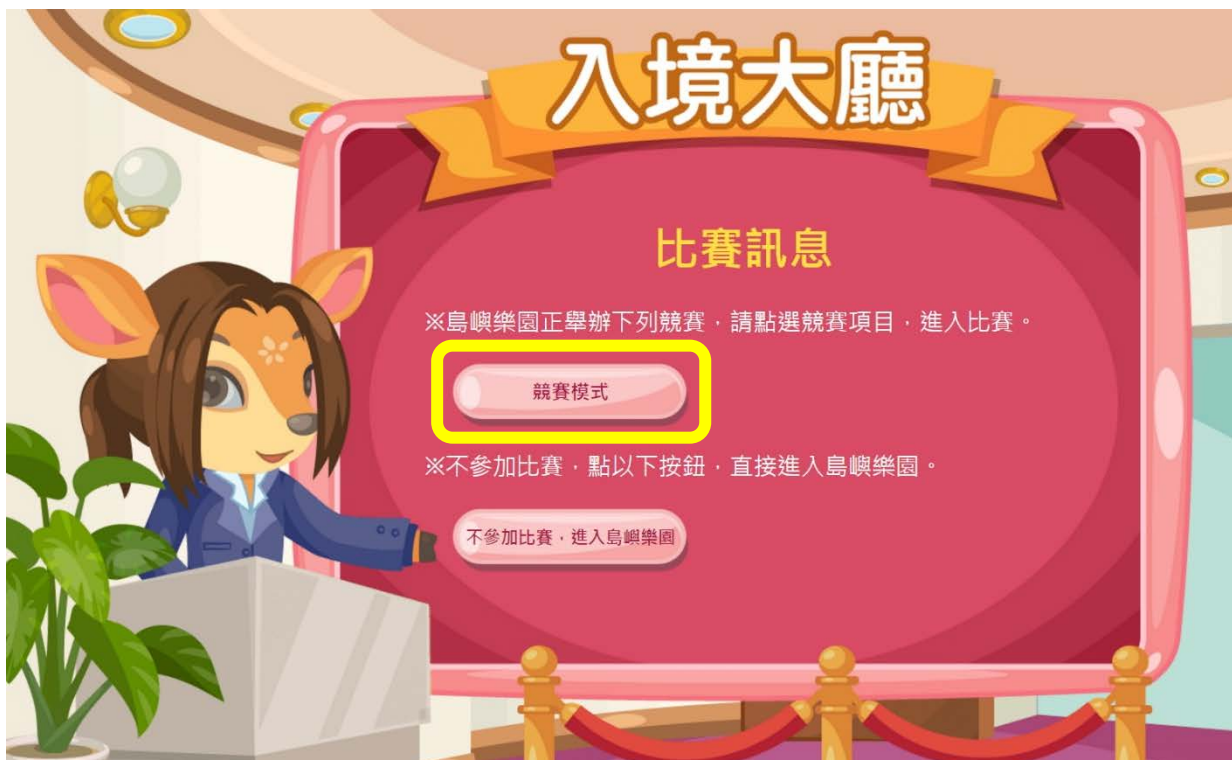 入境大廳
比賽訊息
※島嶼樂園正舉辦下列競賽，請點選競賽項目，進入比賽。
競賽模式
※不參加比賽，點以下按鈕，直接進入島嶼樂園。
不參加比賽，進入島嶼樂園